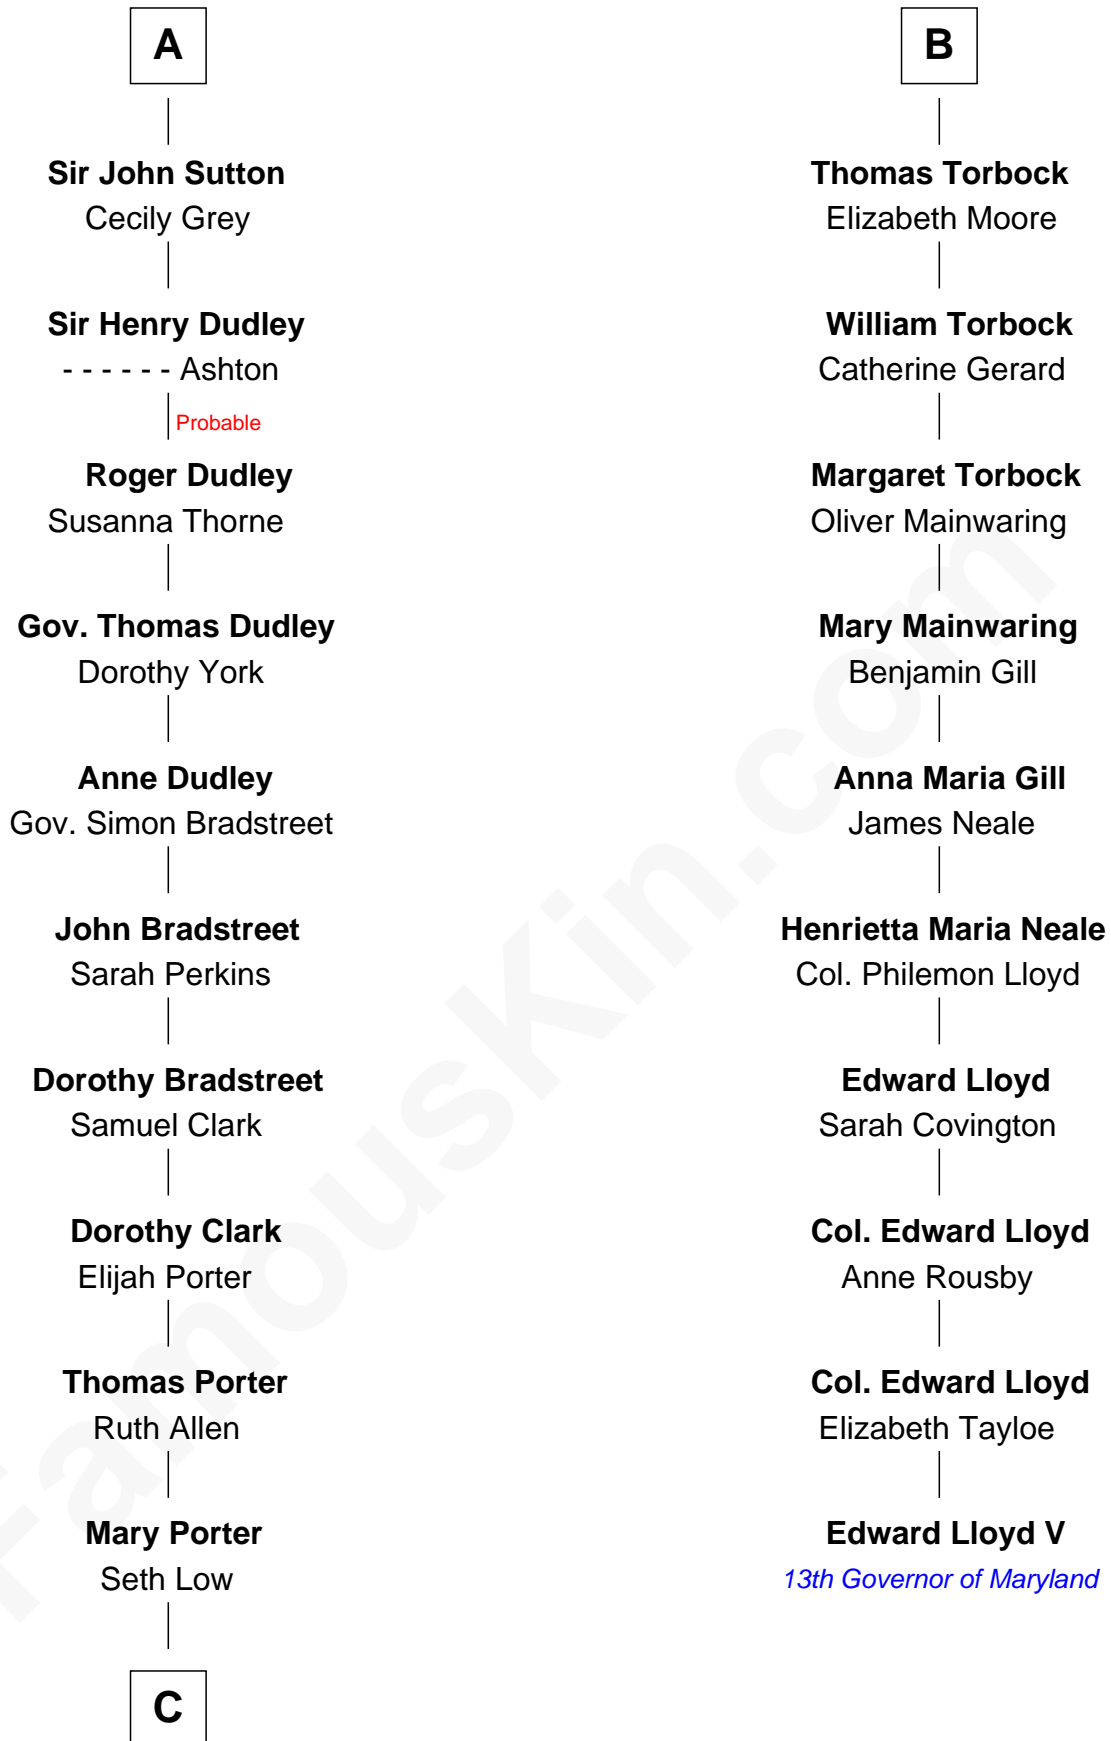 A
Sir John Sutton
Cecily Grey
Sir Henry Dudley
- - - - - - Ashton
Probable
Roger Dudley
Susanna Thorne
Gov. Thomas Dudley
Dorothy York
Anne Dudley
Gov. Simon Bradstreet
John Bradstreet
Sarah Perkins
Dorothy Bradstreet
Samuel Clark
Dorothy Clark
Elijah Porter
Thomas Porter
Ruth Allen
Mary Porter
Seth Low
C
B
Thomas Torbock
Elizabeth Moore
William Torbock
Catherine Gerard
Margaret Torbock
Oliver Mainwaring
Mary Mainwaring
Benjamin Gill
Anna Maria Gill
James Neale
Henrietta Maria Neale
Col. Philemon Lloyd
Edward Lloyd
Sarah Covington
Col. Edward Lloyd
Anne Rousby
Col. Edward Lloyd
Elizabeth Tayloe
Edward Lloyd V
13th Governor of Maryland
FamousKin.com